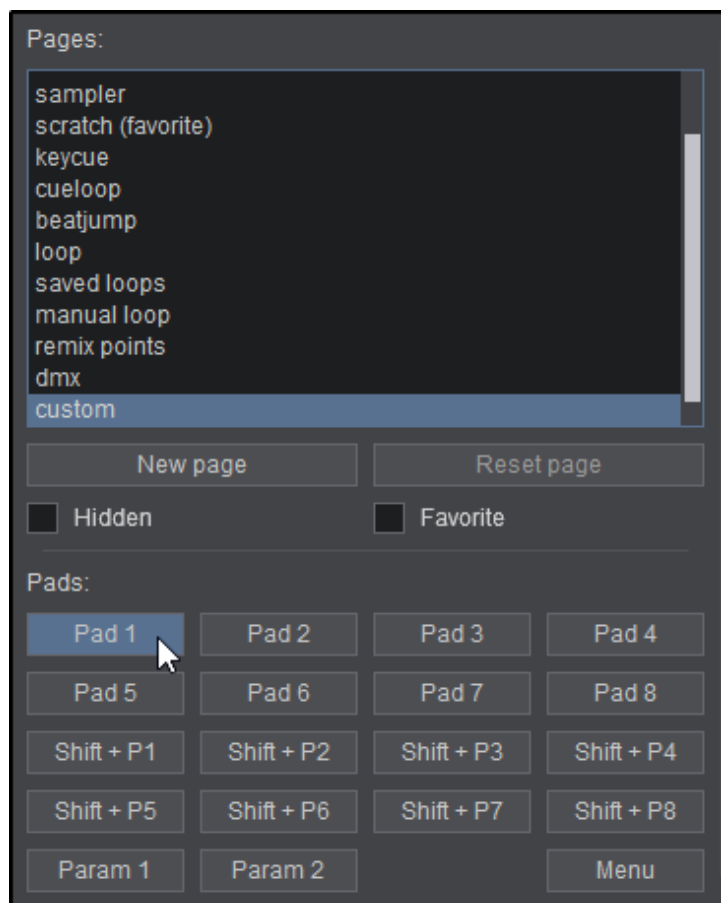 Pages:
sampler
scratch (favorite)
keycue
cueloop
beatjump
loop
saved loops
manual loop
remix points
dmx
custom
New page Reset page
Hidden Favorite
Pads:
Pad 1 Pad 2 Pad 3 Pad 4
Pad 5 Pad 6 Pad 7 Pad 8
Shift + P1 Shift + P2 Shift + P3 Shift + P4
Shift + P5 Shift + P6 Shift + P7 Shift + P8
Param 1 Param 2 Menu